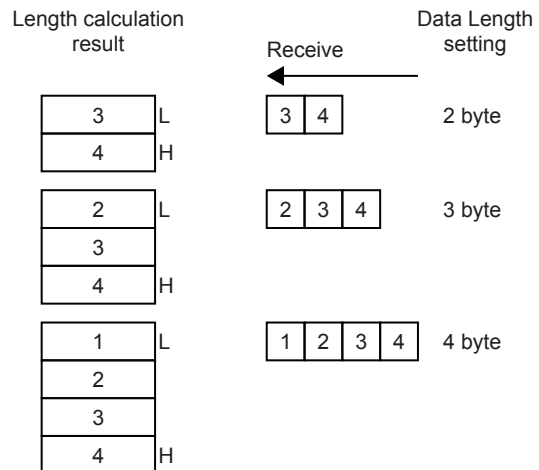 Length calculation
result
Receive
Data Length
setting
3 L 3 4 2 byte
4 H
2 L 2 3 4 3 byte
3
4 H
1 L 1 2 3 4 4 byte
2
3
4 H